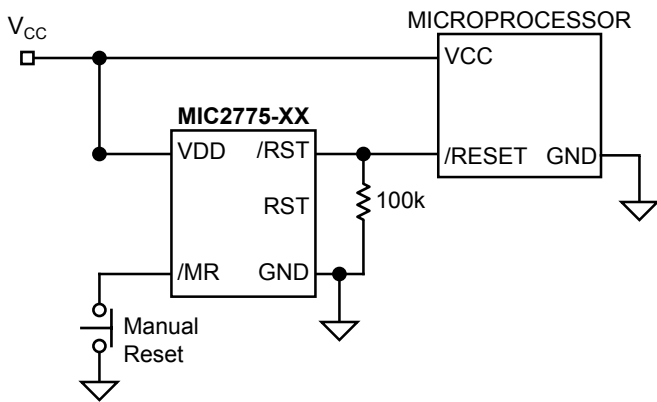 MICROPROCESSOR
VCC
VCC
MIC2775-XX
VDD /RST
/RESET GND
RST
100k
/MR GND
Manual
Reset